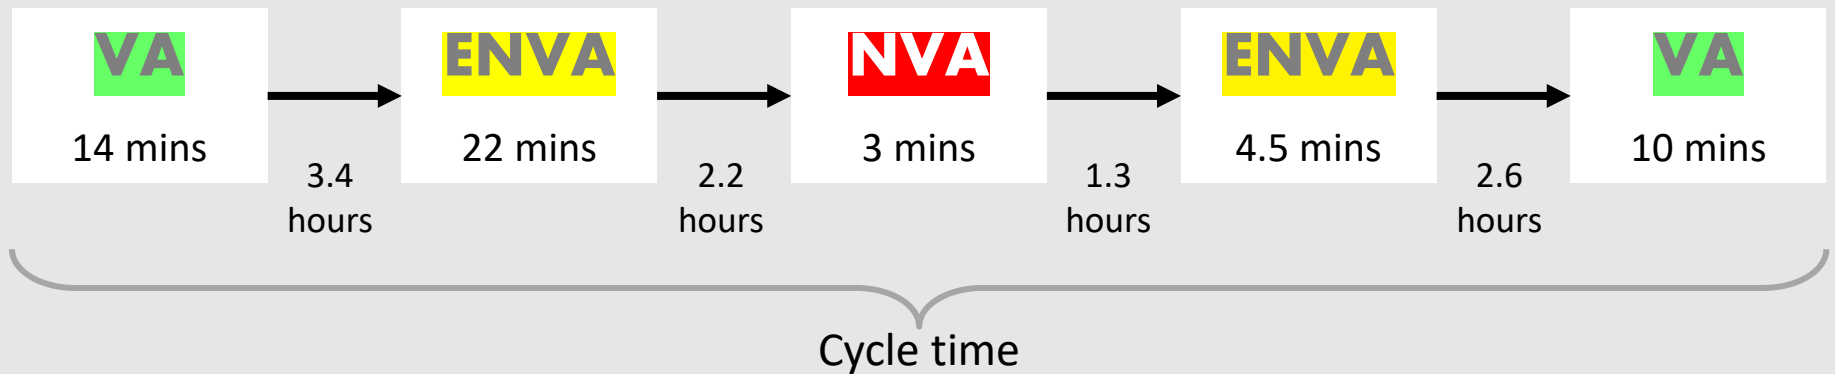 VA
14 mins
3.4
hours
ENVA
22 mins
2.2
hours
NVA
3 mins
1.3
hours
ENVA
4.5 mins
2.6
hours
VA
10 mins
Cycle time